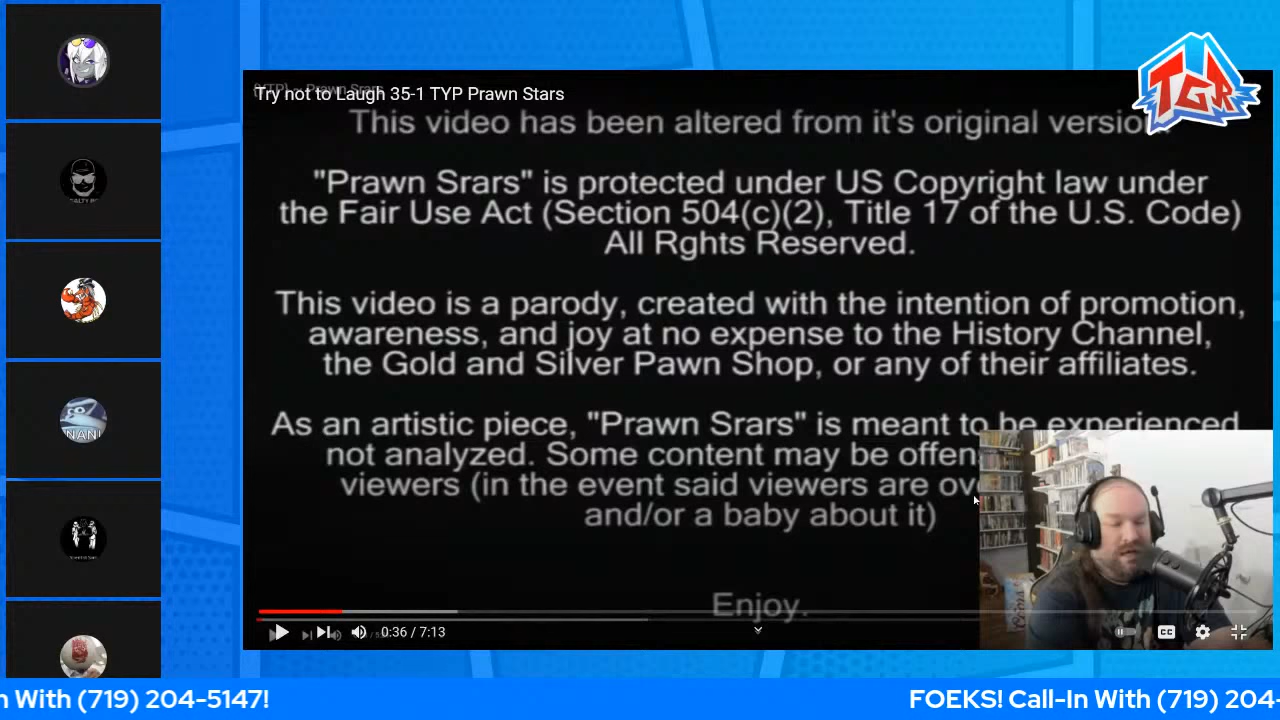 Try not to Laugh 35-1 TYP Prawn Stars
TGR
This video has been altered from it's original version.
"Prawn Srars" is protected under US Copyright law under
the Fair Use Act (Section 504(c)(2), Title 17 of the U.S. Code)
All Rghts Reserved.
This video is a parody, created with the intention of promotion,
awareness, and joy at no expense to the History Channel,
the Gold and Silver Pawn Shop, or any of their affiliates.
As an artistic piece, "Prawn Srars" is meant to be experienced
not analyzed. Some content may be offen
viewers (in the event said viewers are ov
and/or a baby about it)
Enjoy.
0:36 / 7:13
CC
NANI
n With (719) 204-5147!
FOEKS! Call-In With (719) 204-